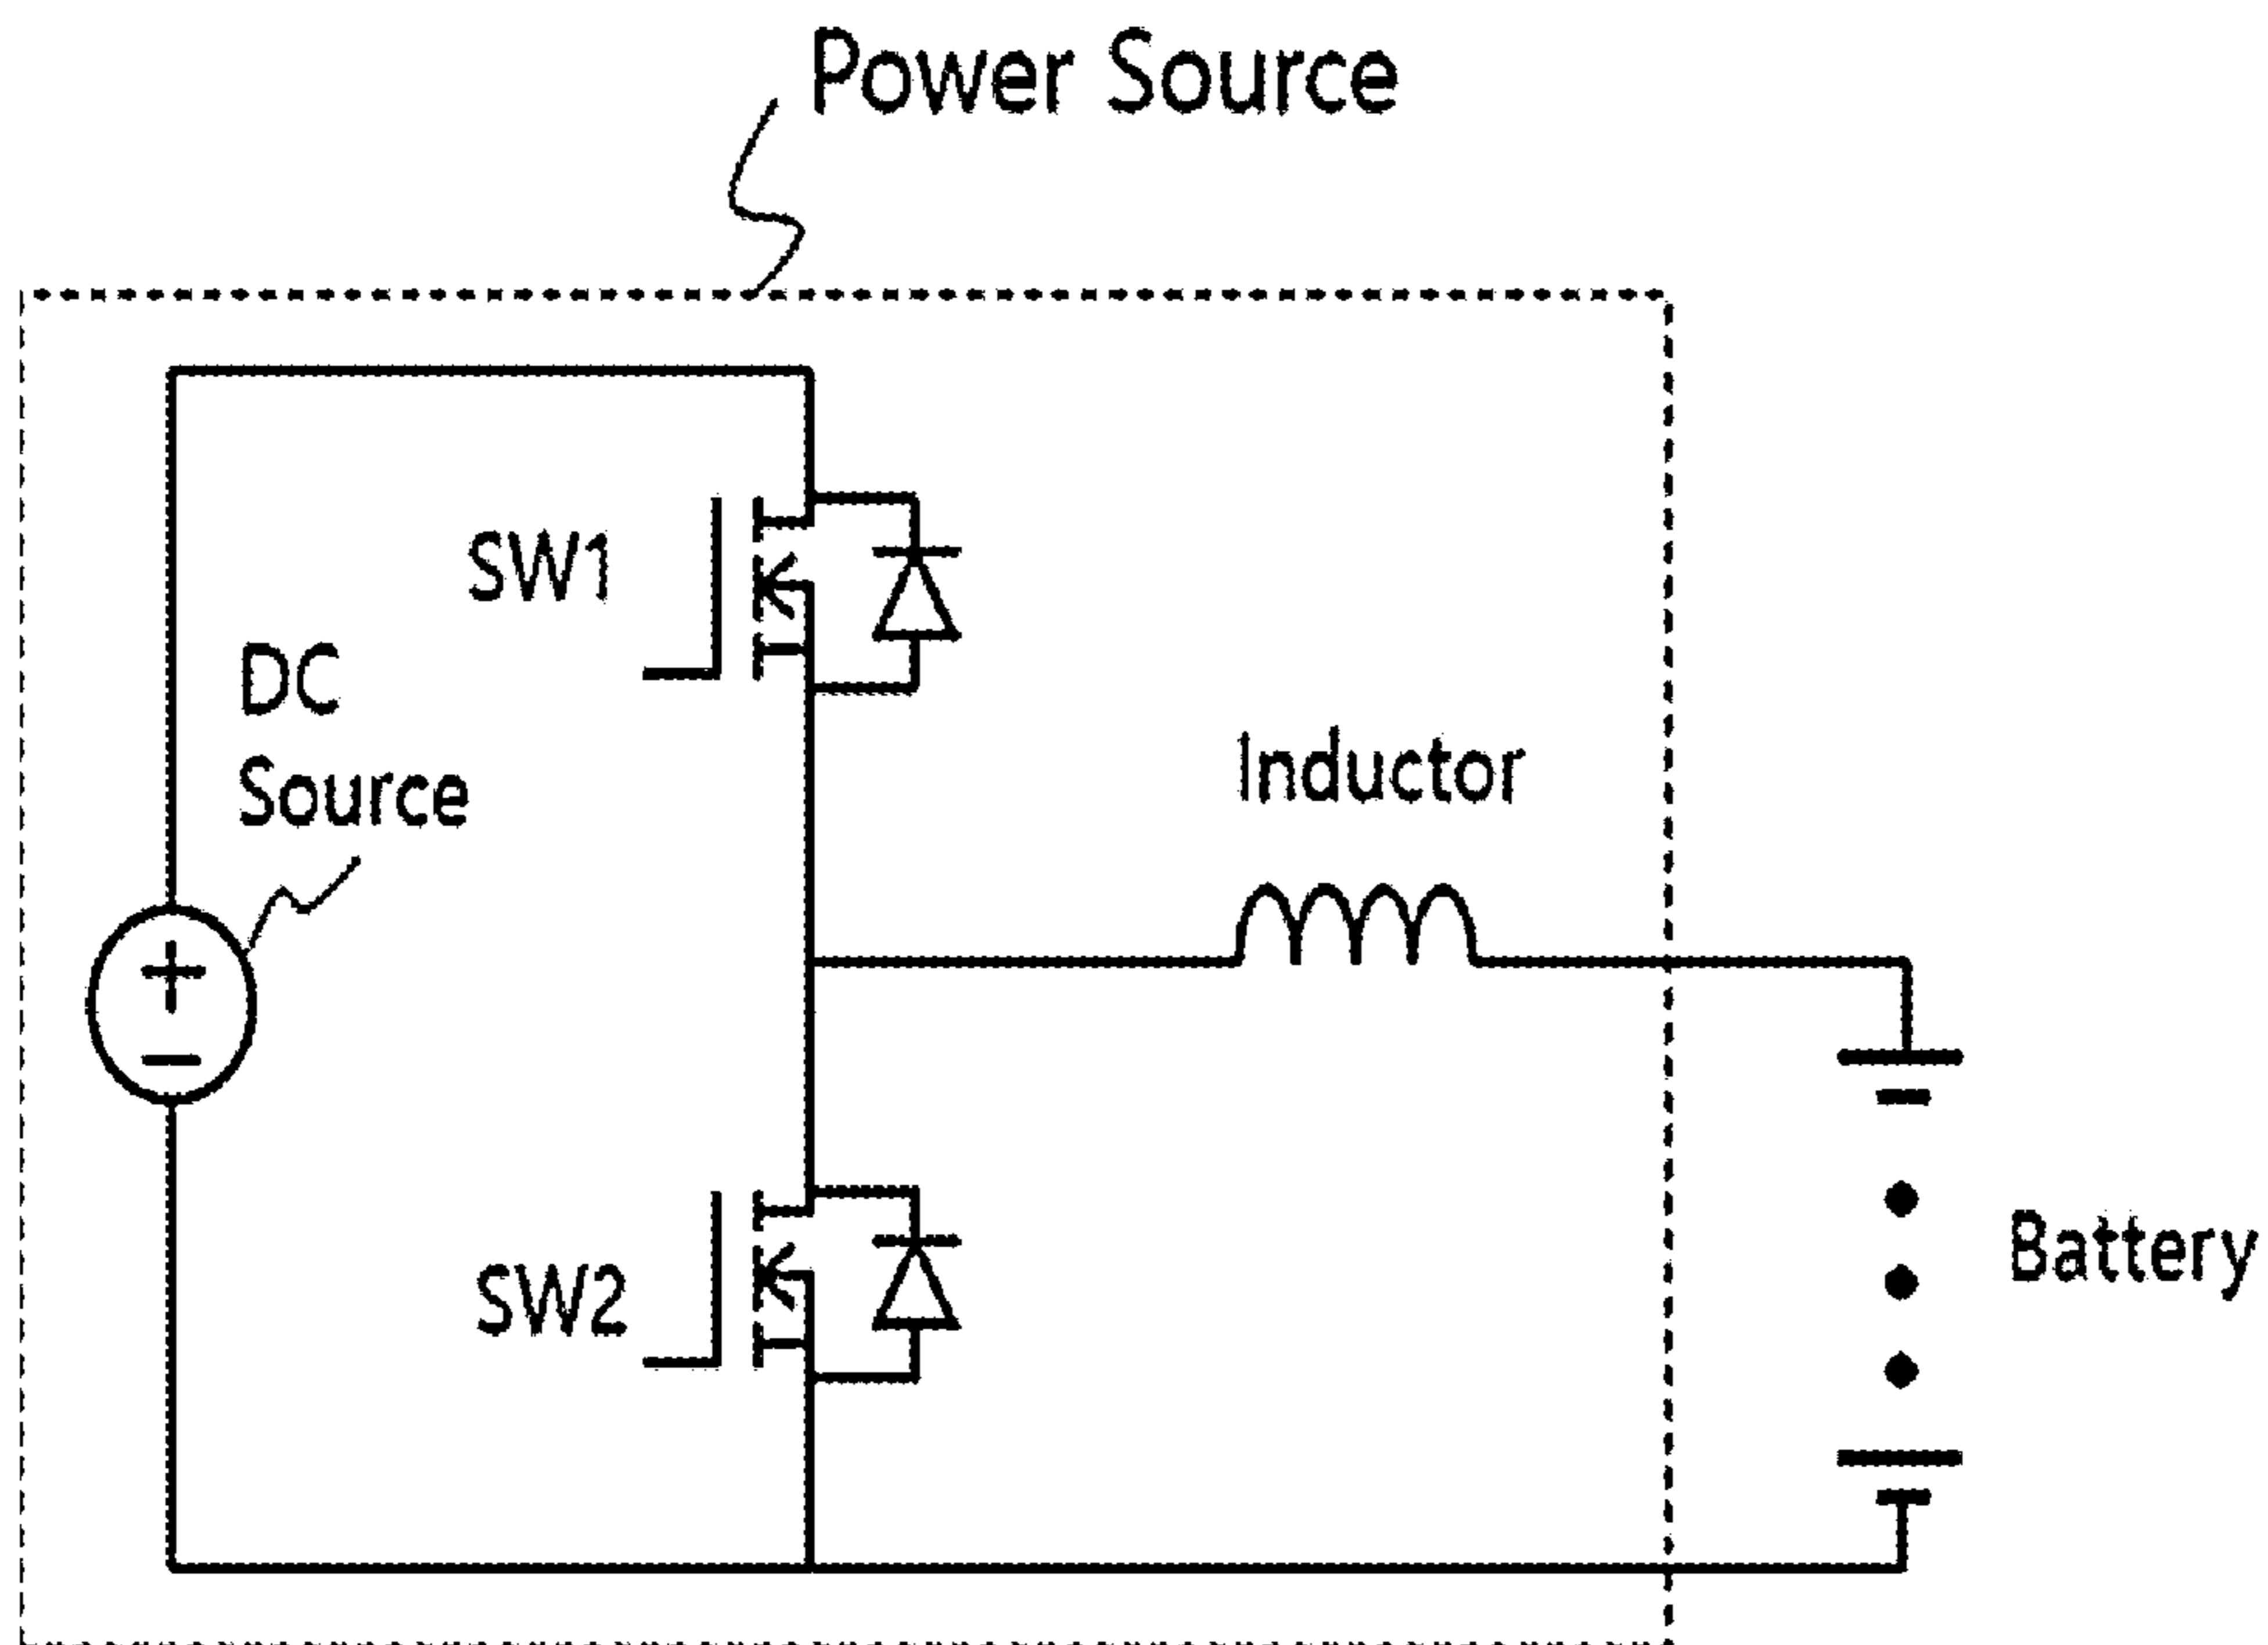 Power Source
SW1
DC
Source
Inductor
SW2
Battery